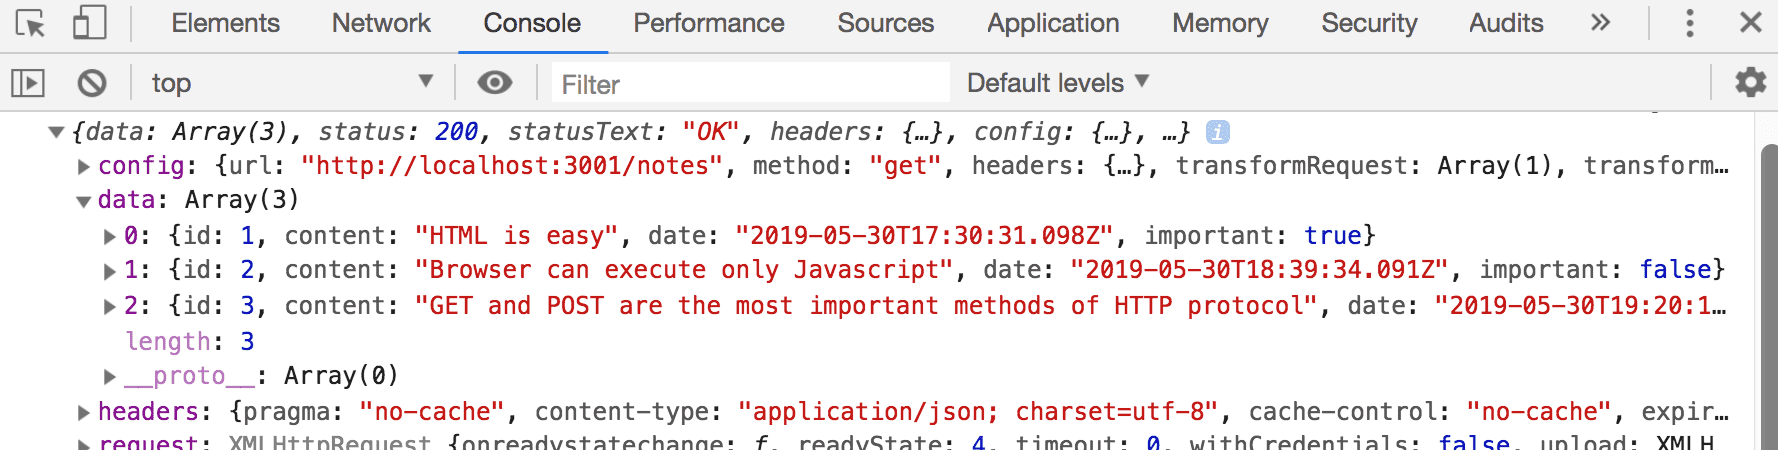 Elements Network Console Performance Sources Application Memory Security Audits »
top ▼ Filter Default levels ▼
▼{data: Array(3), status: 200, statusText: "OK", headers: {…}, config: {…}, …} i
▶config: {url: "http://localhost:3001/notes", method: "get", headers: {…}, transformRequest: Array(1), transform…
▼data: Array(3)
▶0: {id: 1, content: "HTML is easy", date: "2019-05-30T17:30:31.098Z", important: true}
▶1: {id: 2, content: "Browser can execute only Javascript", date: "2019-05-30T18:39:34.091Z", important: false}
▶2: {id: 3, content: "GET and POST are the most important methods of HTTP protocol", date: "2019-05-30T19:20:1…
length: 3
▶__proto__: Array(0)
▶headers: {pragma: "no-cache", content-type: "application/json; charset=utf-8", cache-control: "no-cache", expir…
▶request: XMLHttpRequest {onreadystatechange: ƒ, readyState: 4, timeout: 0, withCredentials: false, upload: XMLH